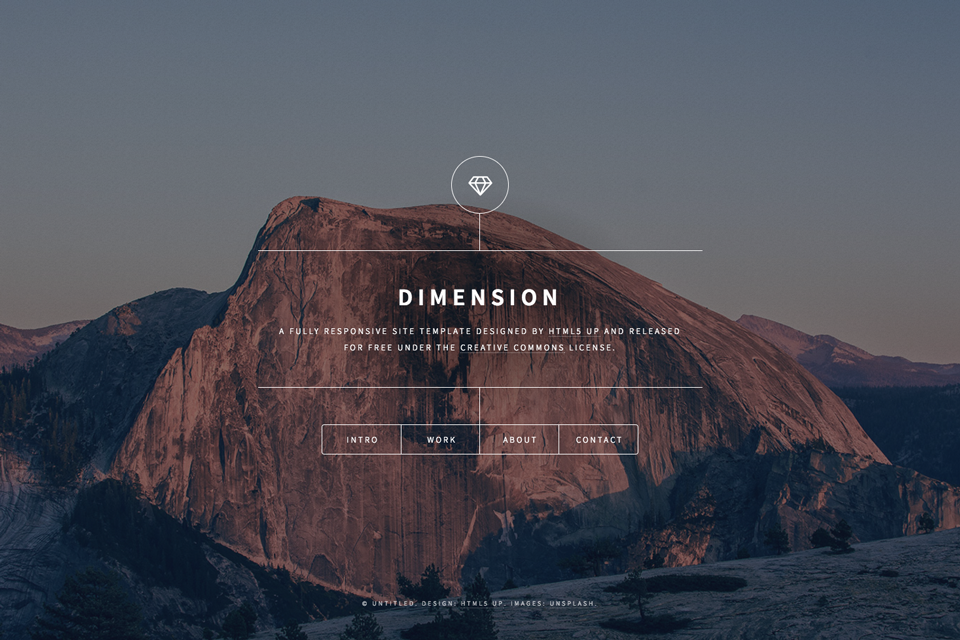 DIMENSION
A FULLY RESPONSIVE SITE TEMPLATE DESIGNED BY HTML5 UP AND RELEASED
FOR FREE UNDER THE CREATIVE COMMONS LICENSE.
INTRO WORK ABOUT CONTACT
© UNTITLED. DESIGN: HTML5 UP. IMAGES: UNSPLASH.